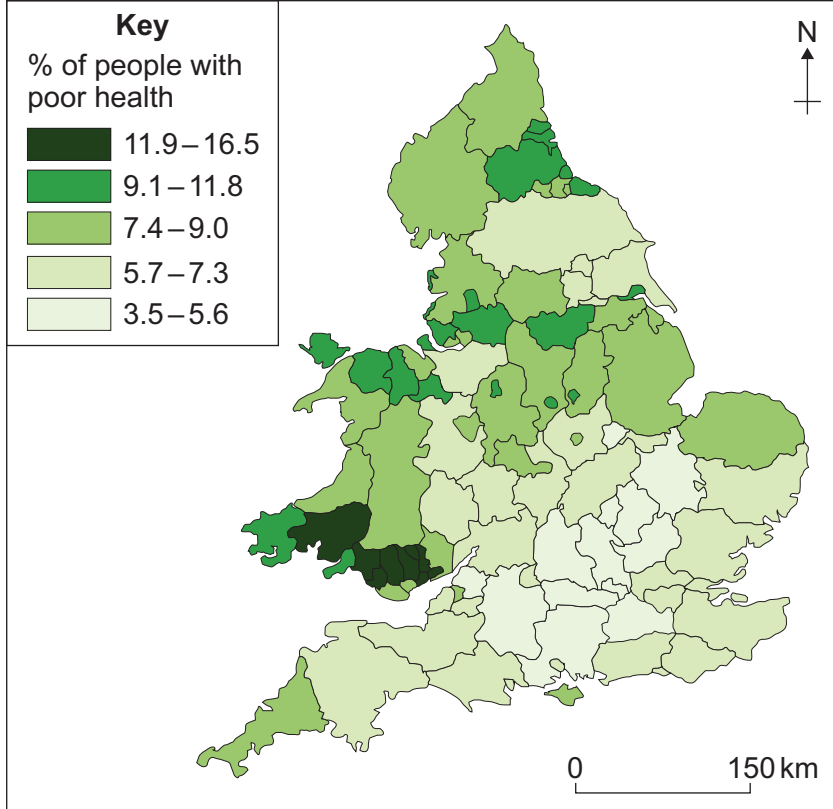 Key
% of people with
poor health
11.9–16.5
9.1–11.8
7.4–9.0
5.7–7.3
3.5–5.6
N
0 150 km